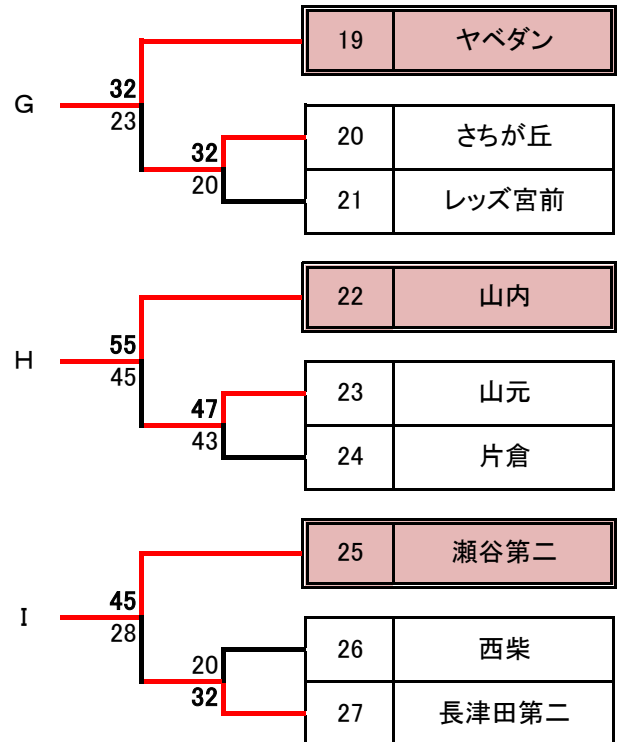 19 ヤベダン
32
G
23
32
20 さちが丘
20
21 レッズ宮前
22 山内
55
H
45
23 山元
47
43
24 片倉
25 瀬谷第二
45
I
28
26 西柴
20
32
27 長津田第二